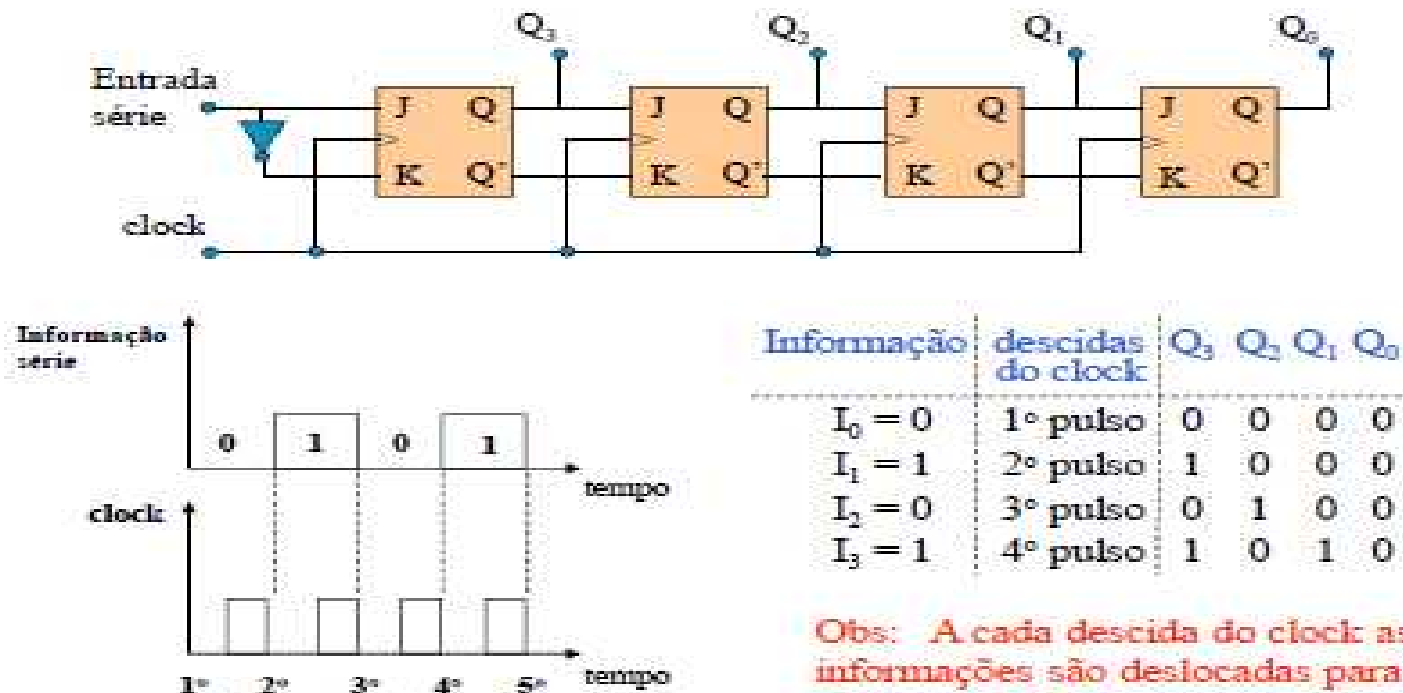 Q₃ Q₂ Q₁ Q₀
Entrada
série
J Q J Q J Q J Q
K Q' K Q' K Q' K Q'
clock
Informação
série
0 1 0 1
tempo
clock
tempo
1º 2º 3º 4º 5º
Informação descidas do clock Q₃ Q₂ Q₁ Q₀
I₀ = 0 1º pulso 0 0 0 0
I₁ = 1 2º pulso 1 0 0 0
I₂ = 0 3º pulso 0 1 0 0
I₃ = 1 4º pulso 1 0 1 0
Obs: A cada descida do clock as
informações são deslocadas para